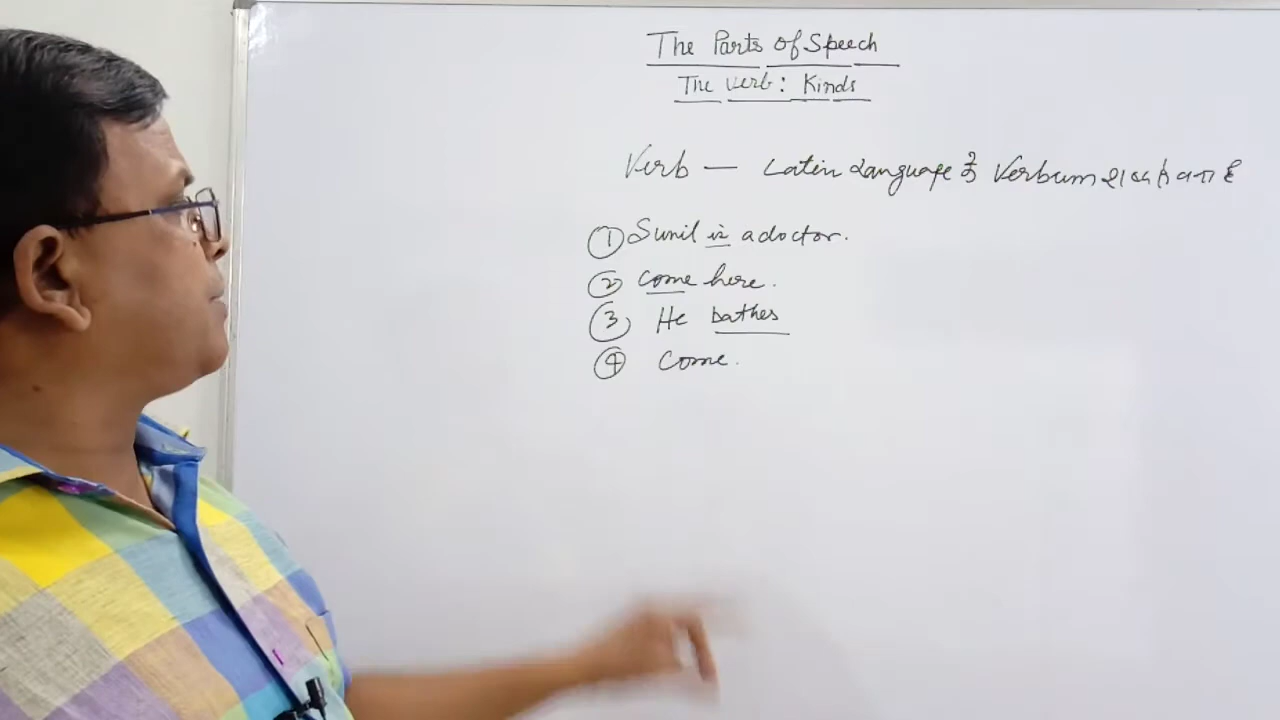 The Parts of Speech
The Verb: Kinds
Verb — Latin Language के Verbum शब्द से बना है
① Sunil is a doctor.
② Come here.
③ He bathes
④ Come.